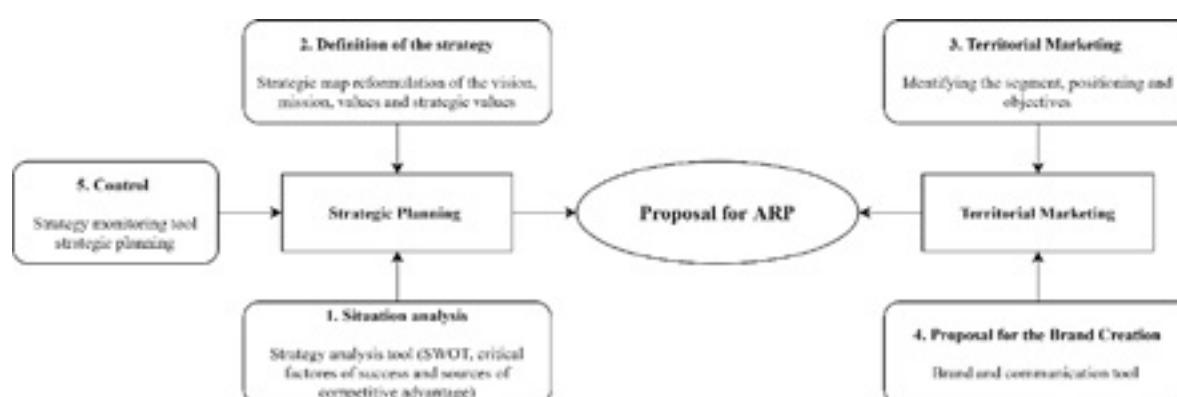 2. Definition of the strategy
Strategic map reformulation of the vision,
mission, values and strategic values
3. Territorial Marketing
Identifying the segment, positioning and
objectives
5. Control
Strategy monitoring tool
strategic planning
Strategic Planning
Proposal for ARP
Territorial Marketing
1. Situation analysis
Strategy analysis tool (SWOT, critical
factores of success and sources of
competitive advantage)
4. Proposal for the Brand Creation
Brand and communication tool